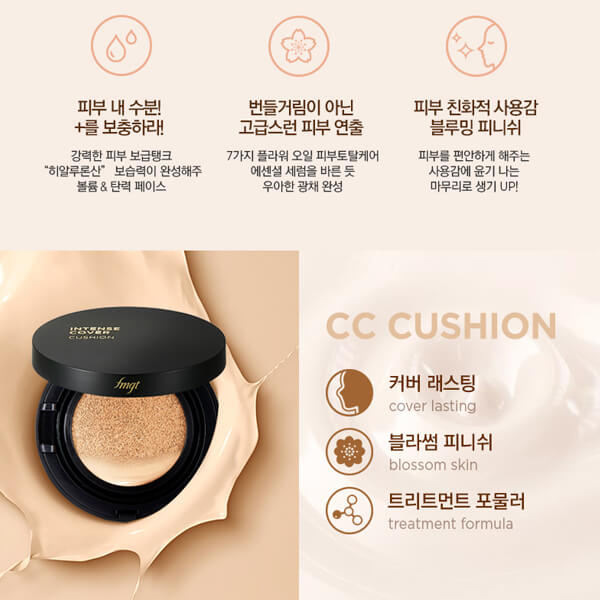 피부 내 수분!
+를 보충하라!
강력한 피부 보급탱크
“히알루론산” 보습력이 완성해주
볼륨 & 탄력 페이스
번들거림이 아닌
고급스런 피부 연출
7가지 플라워 오일 피부토탈케어
에센셜 세럼을 바른 듯
우아한 광채 완성
피부 친화적 사용감
블루밍 피니쉬
피부를 편안하게 해주는
사용감에 윤기 나는
마무리로 생기 UP!
INTENSE
COVER
CUSHION
fmgt
CC CUSHION
커버 래스팅
cover lasting
블라썸 피니쉬
blossom skin
트리트먼트 포뮬러
treatment formula